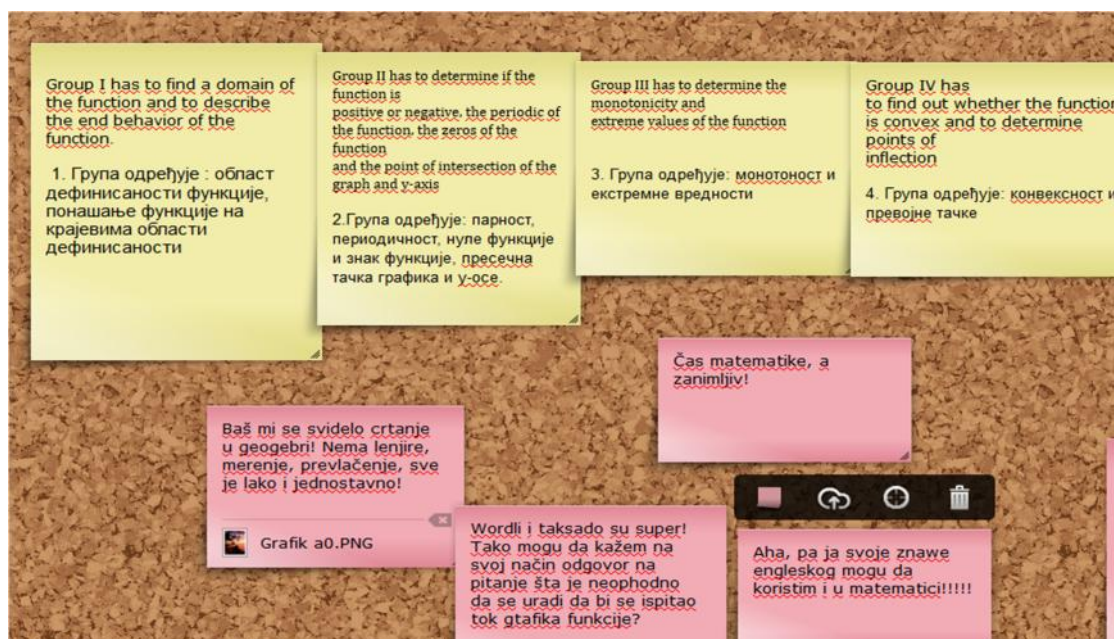 Group I has to find a domain of
the function and to describe
the end behavior of the
function.
1. Група одређује : област
дефинисаности функције,
понашање функције на
крајевима области
дефинисаности
Group II has to determine if the
function is
positive or negative, the periodic of
the function, the zeros of the
function
and the point of intersection of the
graph and y-axis
2.Група одређује: парност,
периодичност, нуле функције
и знак функције, пресечна
тачка графика и у-осе.
Group III has to determine the
monotonicity and
extreme values of the function
3. Група одређује: монотоност и
екстремне вредности
Group IV has
to find out whether the function
is convex and to determine
points of
inflection
4. Група одређује: конвексност и
превојне тачке
Čas matematike, a
zanimljiv!
Baš mi se svidelo crtanje
u geogebri! Nema lenjire,
merenje, prevlačenje, sve
je lako i jednostavno!
Grafik a0.PNG
Wordli i taksado su super!
Tako mogu da kažem na
svoj način odgovor na
pitanje šta je neophodno
da se uradi da bi se ispitao
tok gtafika funkcije?
Aha, pa ja svoje znawe
engleskog mogu da
koristim i u matematici!!!!!